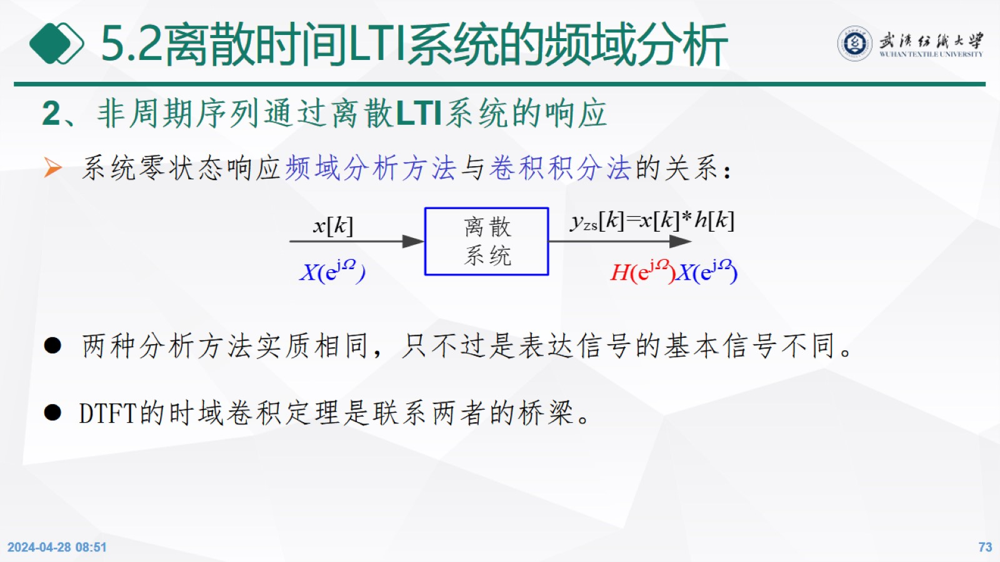 5.2离散时间LTI系统的频域分析
武汉纺织大学
WUHAN TEXTILE UNIVERSITY
2、非周期序列通过离散LTI系统的响应
系统零状态响应频域分析方法与卷积积分法的关系：
x[k]
离散
系统
y_zs[k]=x[k]*h[k]
X(e^jΩ)
H(e^jΩ)X(e^jΩ)
两种分析方法实质相同，只不过是表达信号的基本信号不同。
DTFT的时域卷积定理是联系两者的桥梁。
2024-04-28 08:51
73